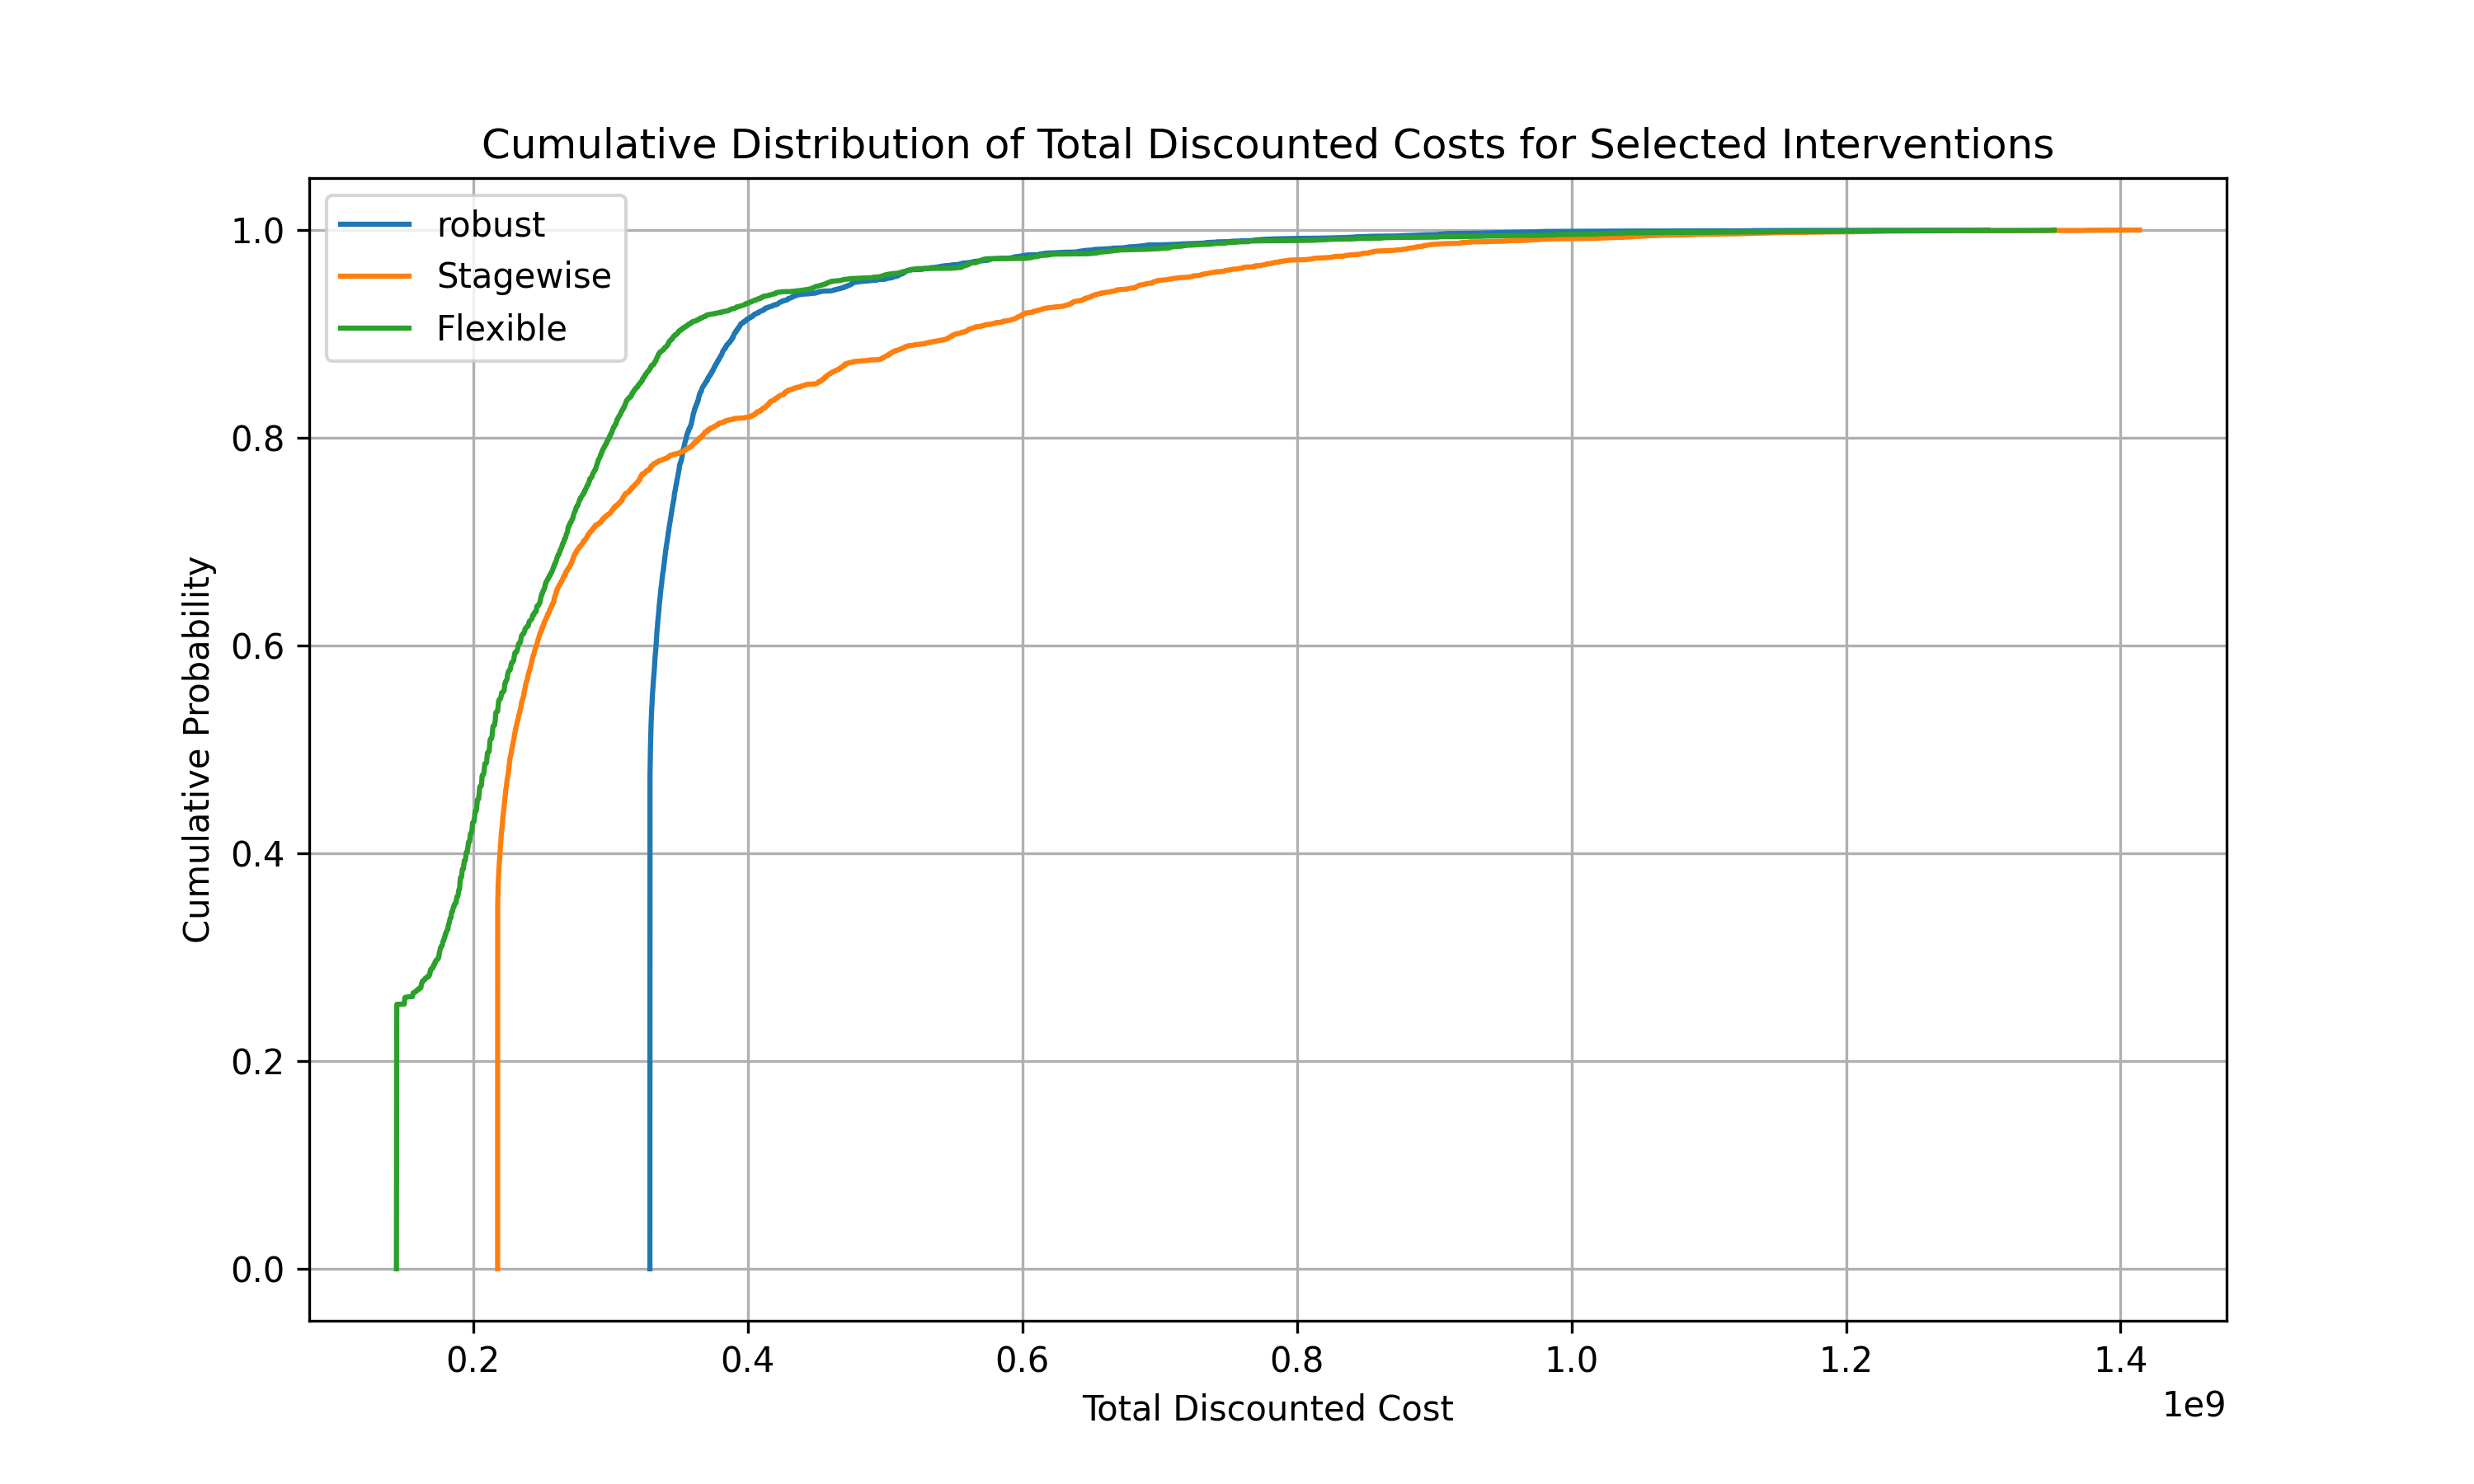 Cumulative Distribution of Total Discounted Costs for Selected Interventions
robust
Stagewise
Flexible
1.0
0.8
0.6
0.4
0.2
0.0
Cumulative Probability
0.2 0.4 0.6 0.8 1.0 1.2 1.4
1e9
Total Discounted Cost